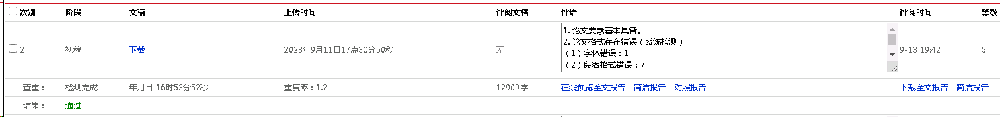 次别 阶段 文稿 上传时间 评阅文档 评语 评阅时间 等级
2 初稿 下载 2023年9月11日17点30分50秒 无 1.论文要素基本具备。 9-13 19:42 5
2.论文格式存在错误(系统检测)
(1)字体错误:1
(2)段落格式错误:7
查重: 检测完成 年月日 16时53分52秒 重复率:1.2 12909字 在线预览全文报告 简洁报告 对照报告 下载全文报告 简洁报告
结果: 通过